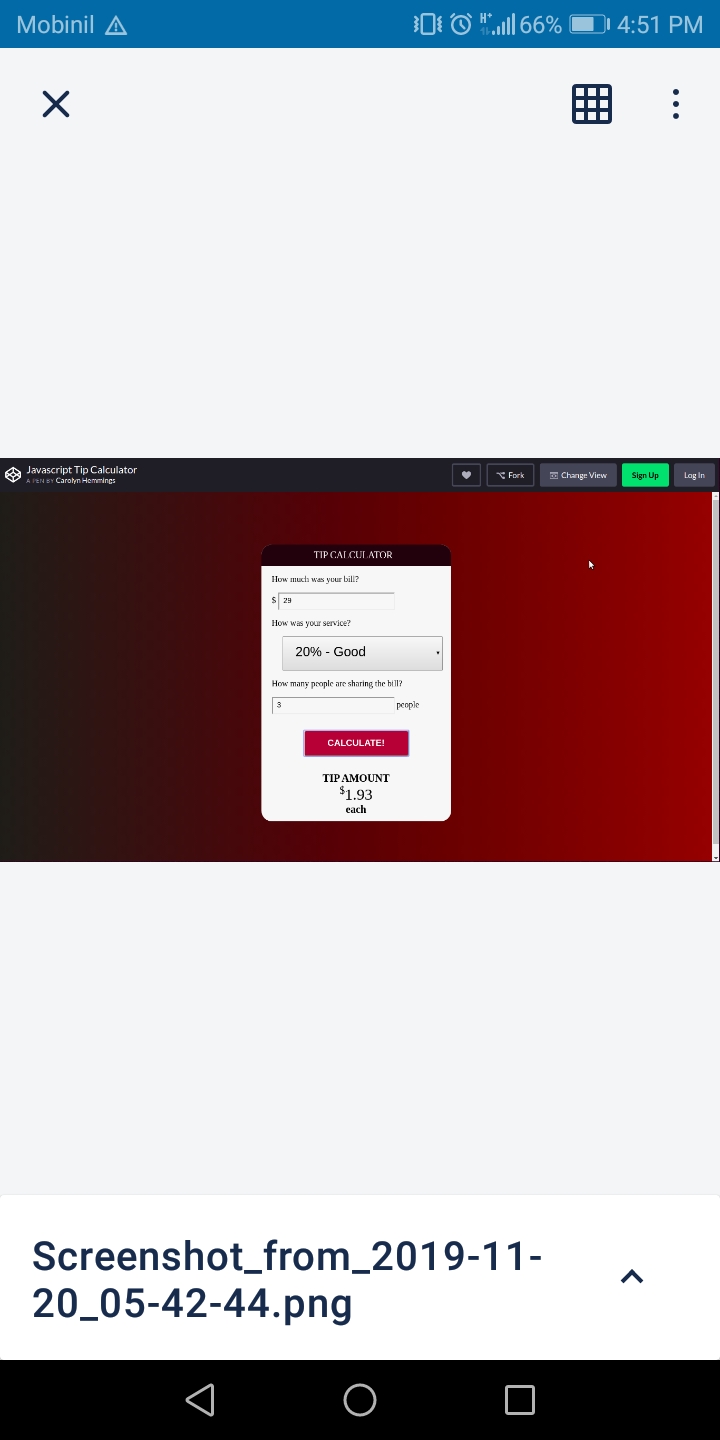 Mobinil 66% 4:51 PM
Javascript Tip Calculator
A PEN BY Carolyn Hemmings
Fork Change View Sign Up Log In
TIP CALCULATOR
How much was your bill?
$ 29
How was your service?
20% - Good
How many people are sharing the bill?
3 people
CALCULATE!
TIP AMOUNT
$1.93
each
Screenshot_from_2019-11-
20_05-42-44.png